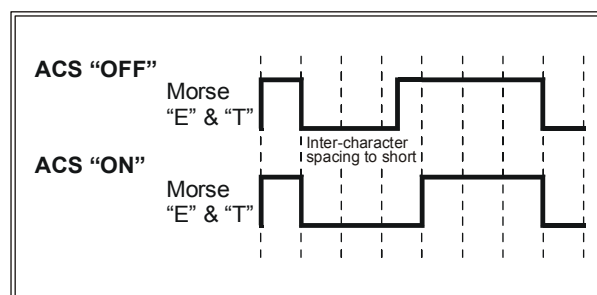 ACS “OFF”
Morse
“E” & “T”
Inter-character
spacing to short
ACS “ON”
Morse
“E” & “T”